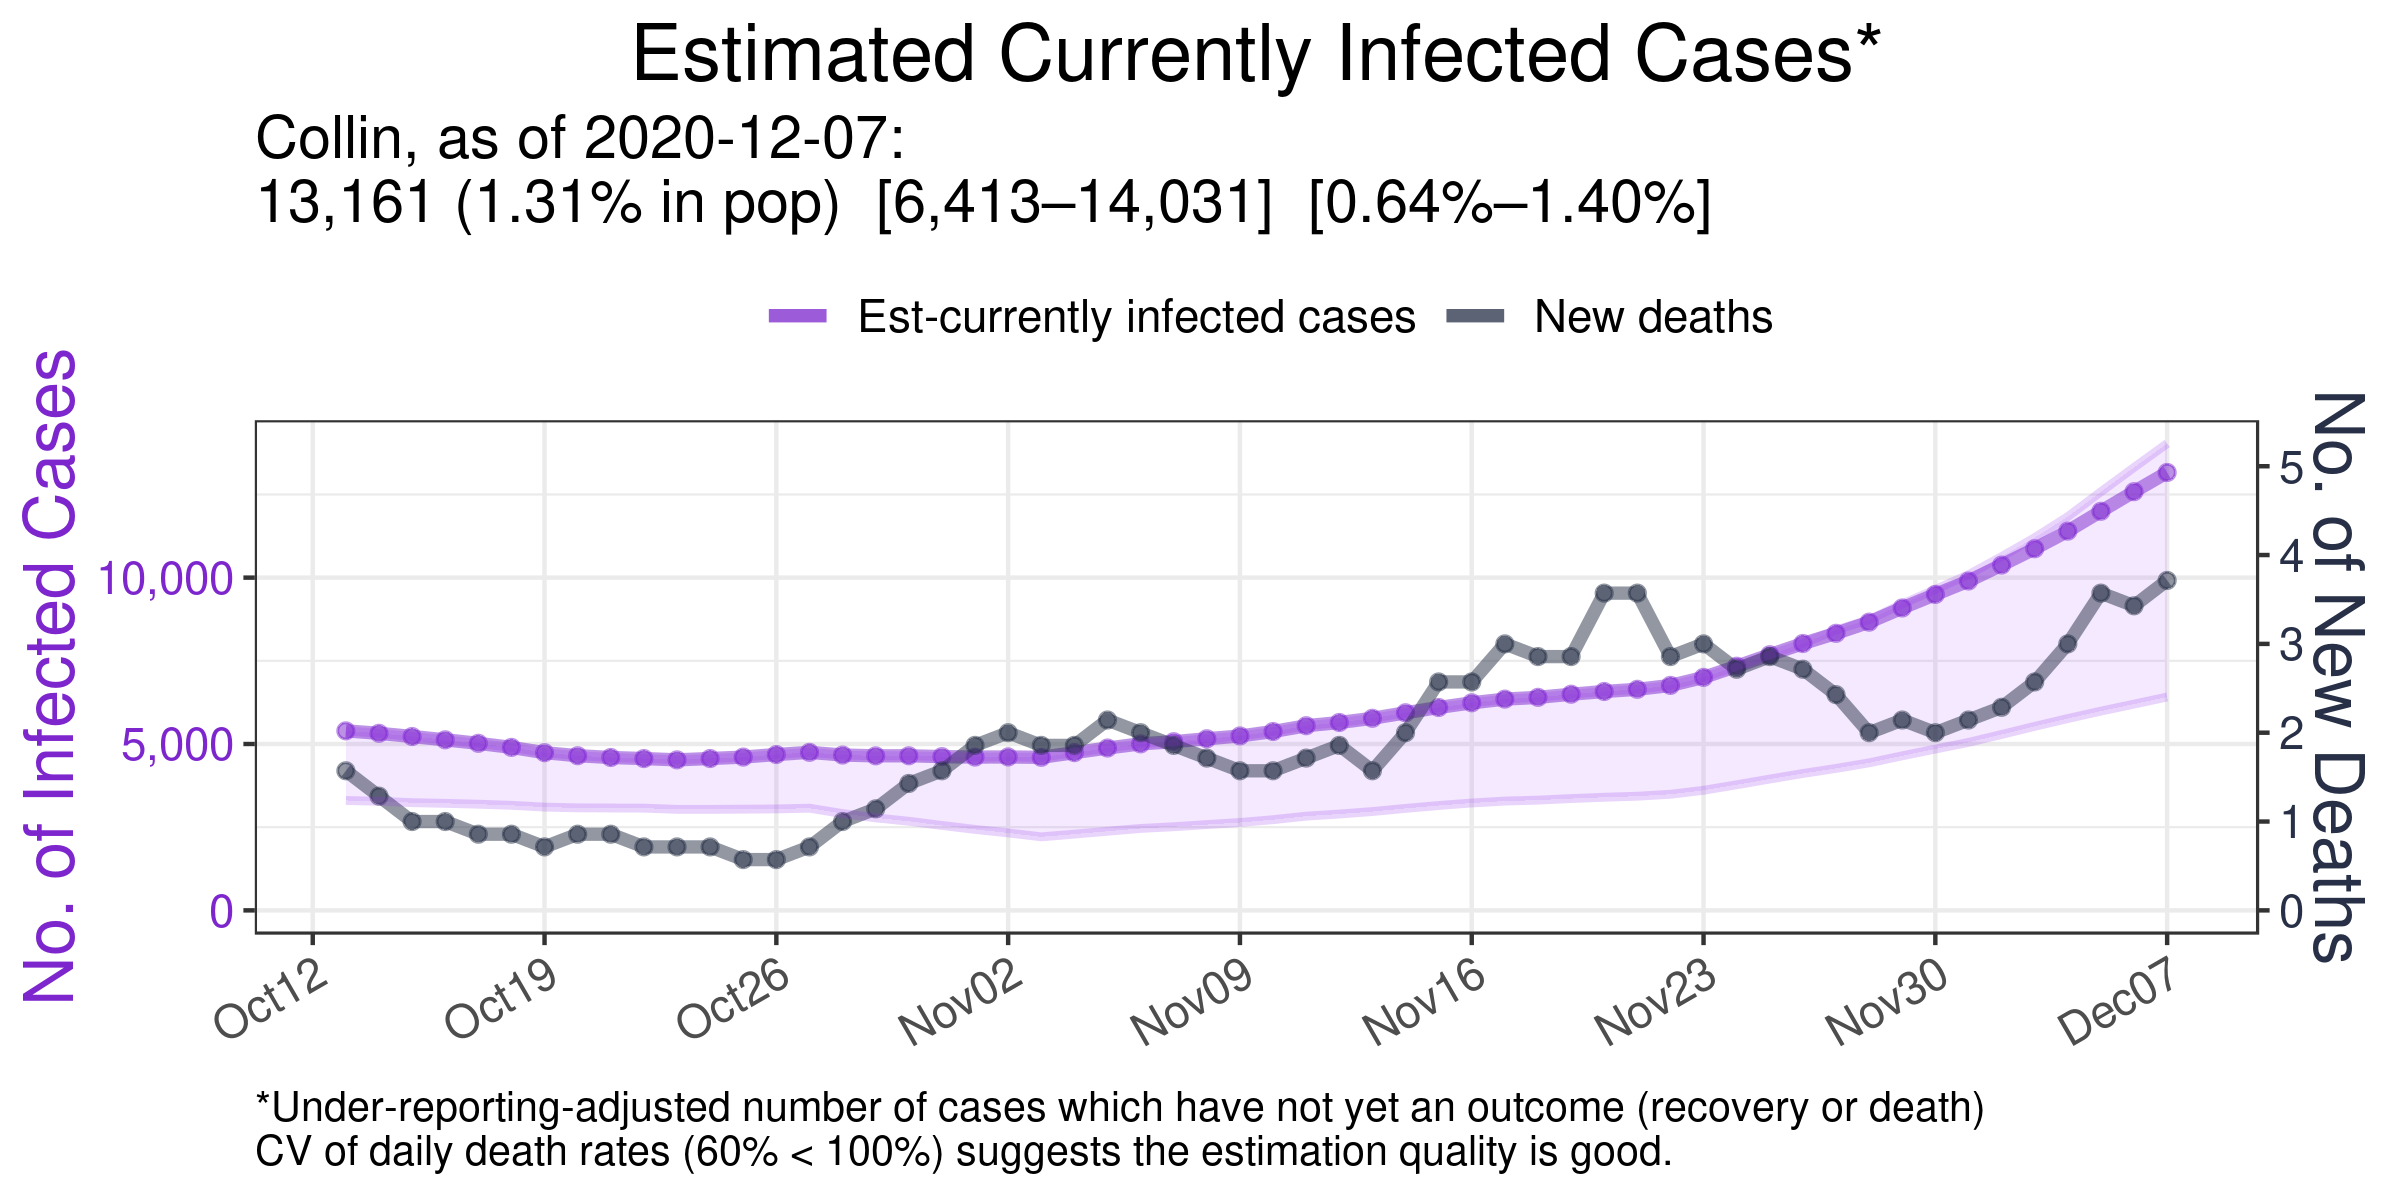 Estimated Currently Infected Cases*
Collin, as of 2020-12-07:
13,161 (1.31% in pop)  [6,413–14,031]  [0.64%–1.40%]
Est-currently infected cases
New deaths
No. of Infected Cases
10,000
5,000
0
No. of New Deaths
5
4
3
2
1
0
Oct12
Oct19
Oct26
Nov02
Nov09
Nov16
Nov23
Nov30
Dec07
*Under-reporting-adjusted number of cases which have not yet an outcome (recovery or death)
CV of daily death rates (60% < 100%) suggests the estimation quality is good.